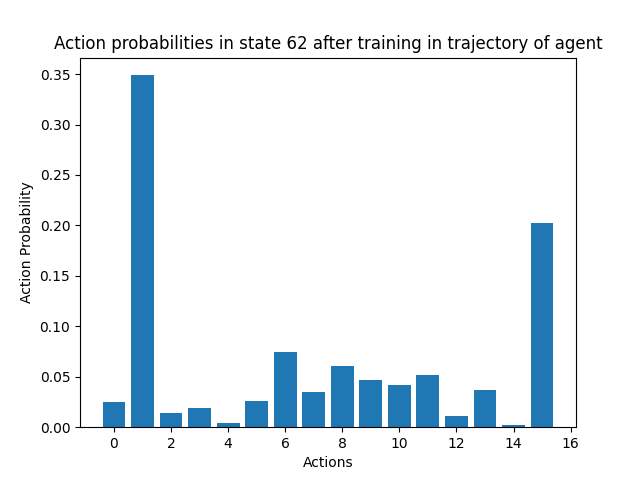 Action probabilities in state 62 after training in trajectory of agent
0.35
0.30
0.25
0.20
0.15
0.10
0.05
0.00
Action Probability
0 2 4 6 8 10 12 14 16
Actions